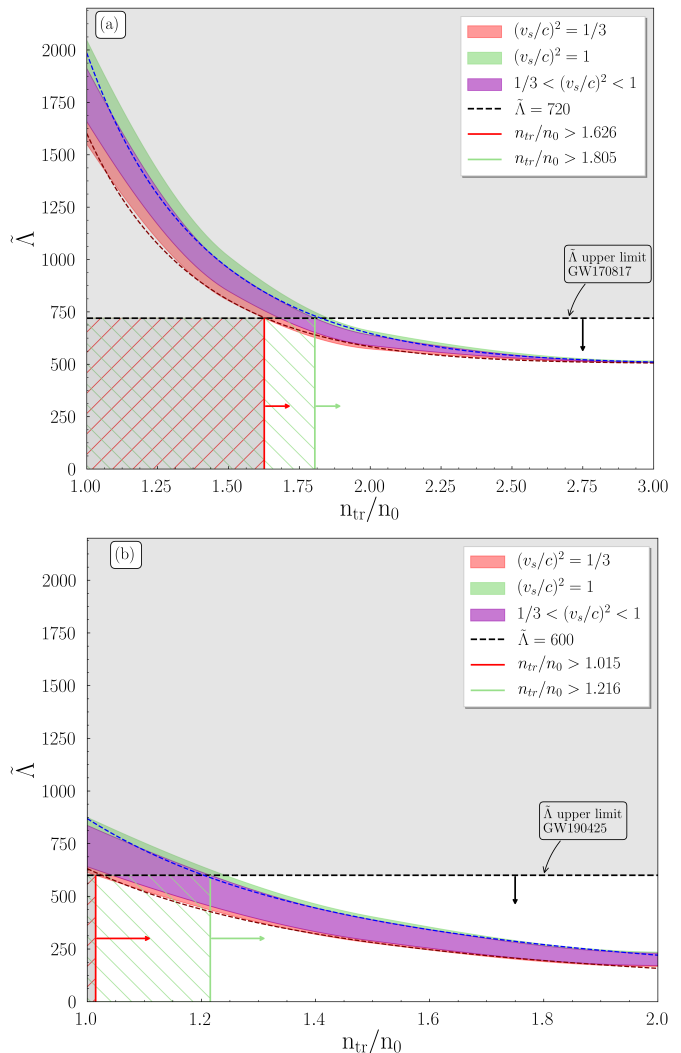 (a)
(v_s/c)² = 1/3
(v_s/c)² = 1
1/3 < (v_s/c)² < 1
Λ̃ = 720
n_tr/n_0 > 1.626
n_tr/n_0 > 1.805
Λ̃ upper limit
GW170817
2000
1750
1500
1250
1000
750
500
250
0
Λ̃
1.00 1.25 1.50 1.75 2.00 2.25 2.50 2.75 3.00
n_tr/n_0
(b)
(v_s/c)² = 1/3
(v_s/c)² = 1
1/3 < (v_s/c)² < 1
Λ̃ = 600
n_tr/n_0 > 1.015
n_tr/n_0 > 1.216
Λ̃ upper limit
GW190425
2000
1750
1500
1250
1000
750
500
250
0
Λ̃
1.0 1.2 1.4 1.6 1.8 2.0
n_tr/n_0